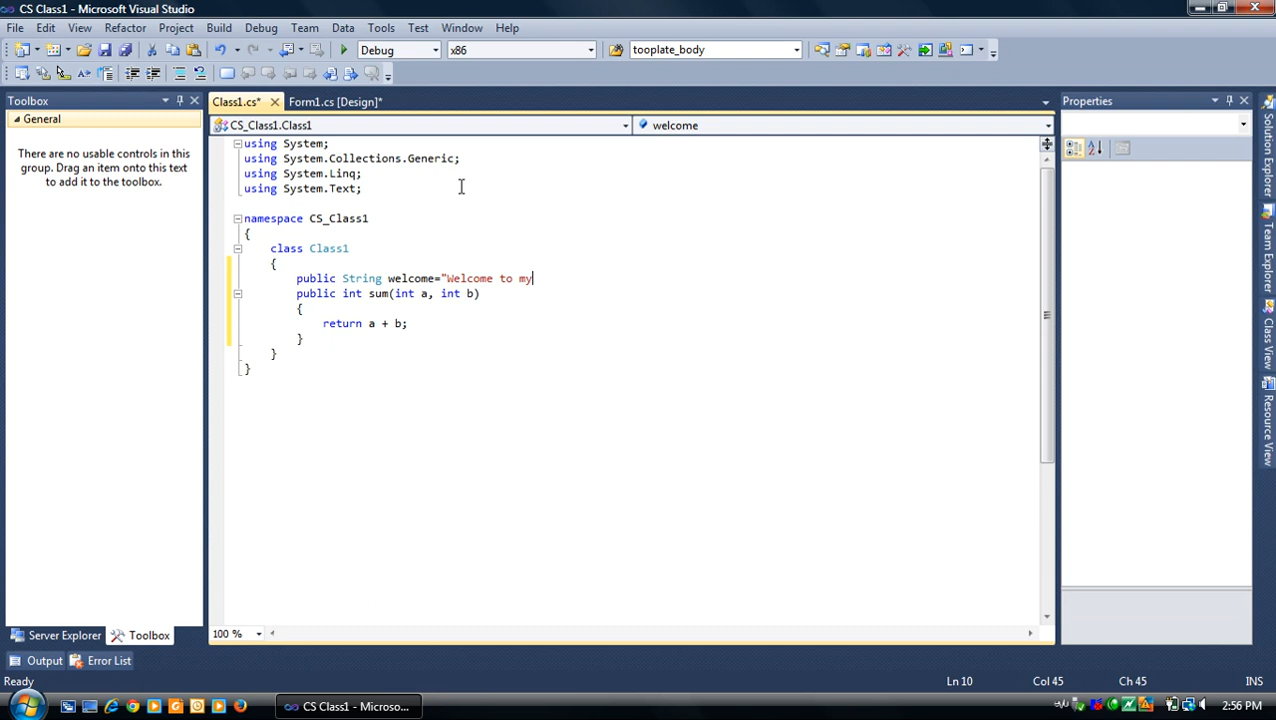 CS Class1 - Microsoft Visual Studio
File Edit View Refactor Project Build Debug Team Data Tools Test Window Help
Debug x86 tooplate_body
Toolbox Class1.cs* Form1.cs [Design]* Properties
General CS_Class1.Class1 welcome
There are no usable controls in this
group. Drag an item onto this text
to add it to the toolbox.
using System;
using System.Collections.Generic;
using System.Linq;
using System.Text;
namespace CS_Class1
{
class Class1
{
public String welcome="Welcome to my
public int sum(int a, int b)
{
return a + b;
}
}
}
Solution Explorer
Team Explorer
Class View
Resource View
100 %
Server Explorer Toolbox
Output Error List
Ready Ln 10 Col 45 Ch 45 INS
CS Class1 - Microso... 2:56 PM